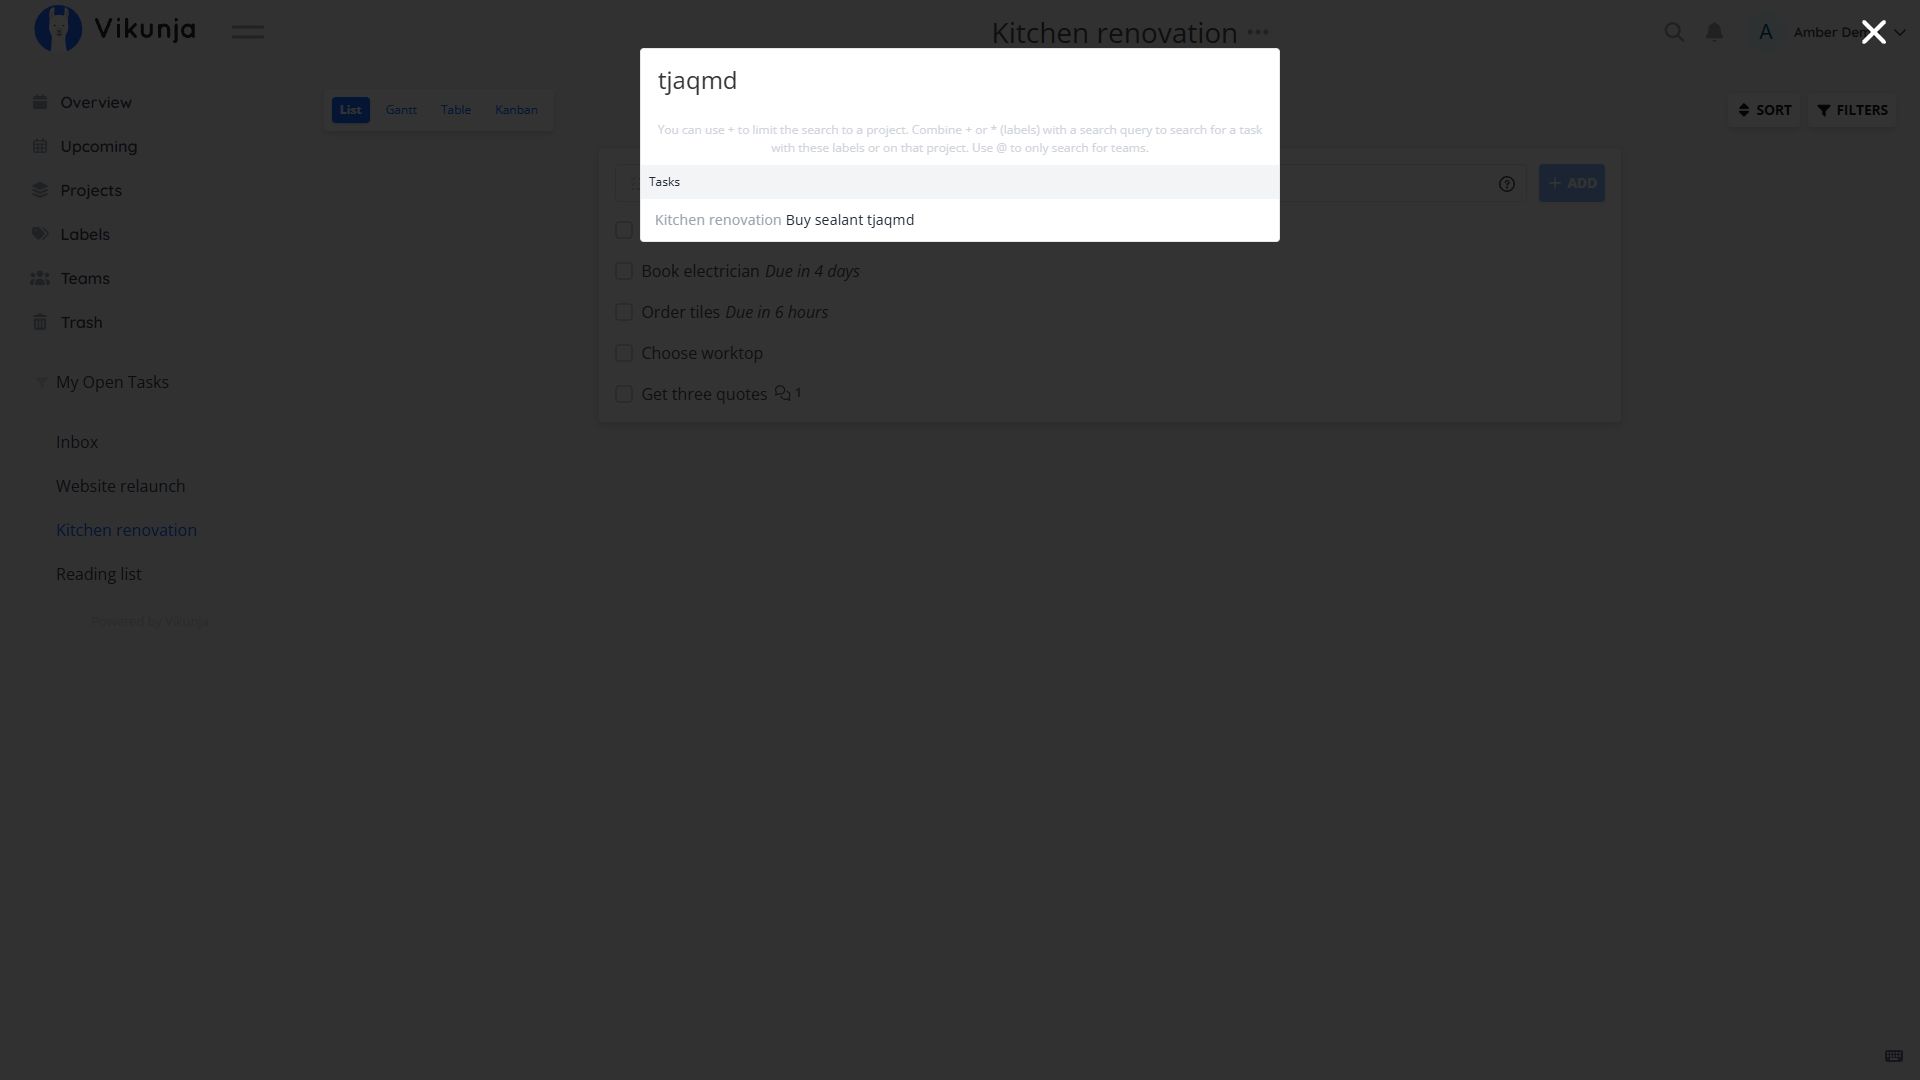 Vikunja
Kitchen renovation
A
Amber De
tjaqmd
You can use + to limit the search to a project. Combine + or * (labels) with a search query to search for a task
with these labels or on that project. Use @ to only search for teams.
Tasks
Kitchen renovation Buy sealant tjaqmd
Overview
Upcoming
Projects
Labels
Teams
Trash
My Open Tasks
Inbox
Website relaunch
Kitchen renovation
Reading list
Powered by Vikunja
List
Gantt
Table
Kanban
SORT
FILTERS
+ ADD
Book electrician Due in 4 days
Order tiles Due in 6 hours
Choose worktop
Get three quotes 1